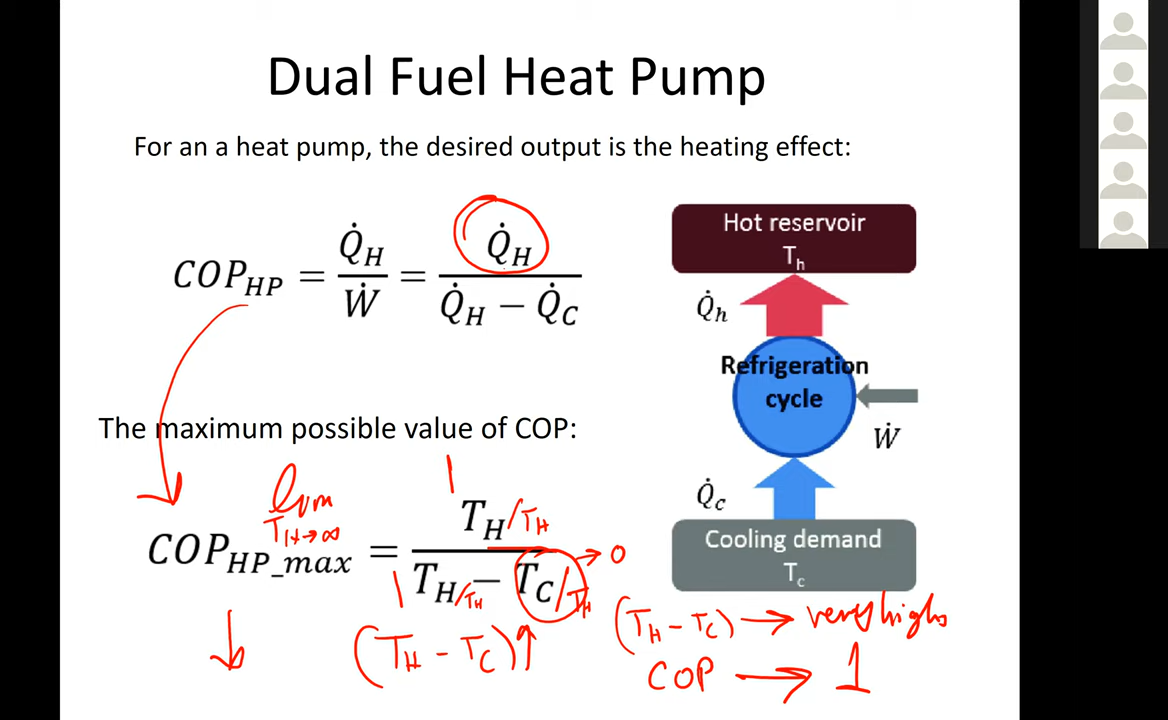 Dual Fuel Heat Pump
For an a heat pump, the desired output is the heating effect:
COP_HP = Q̇_H / Ẇ = Q̇_H / (Q̇_H − Q̇_C)
The maximum possible value of COP:
lim T_H→∞
COP_HP_max = T_H/T_H / (T_H/T_H − T_C/T_H)
1
1
→ 0
(T_H − T_C)↑
Hot reservoir
T_h
Q̇_h
Refrigeration
cycle
Ẇ
Q̇_c
Cooling demand
T_c
(T_H − T_C) → very high
COP → 1